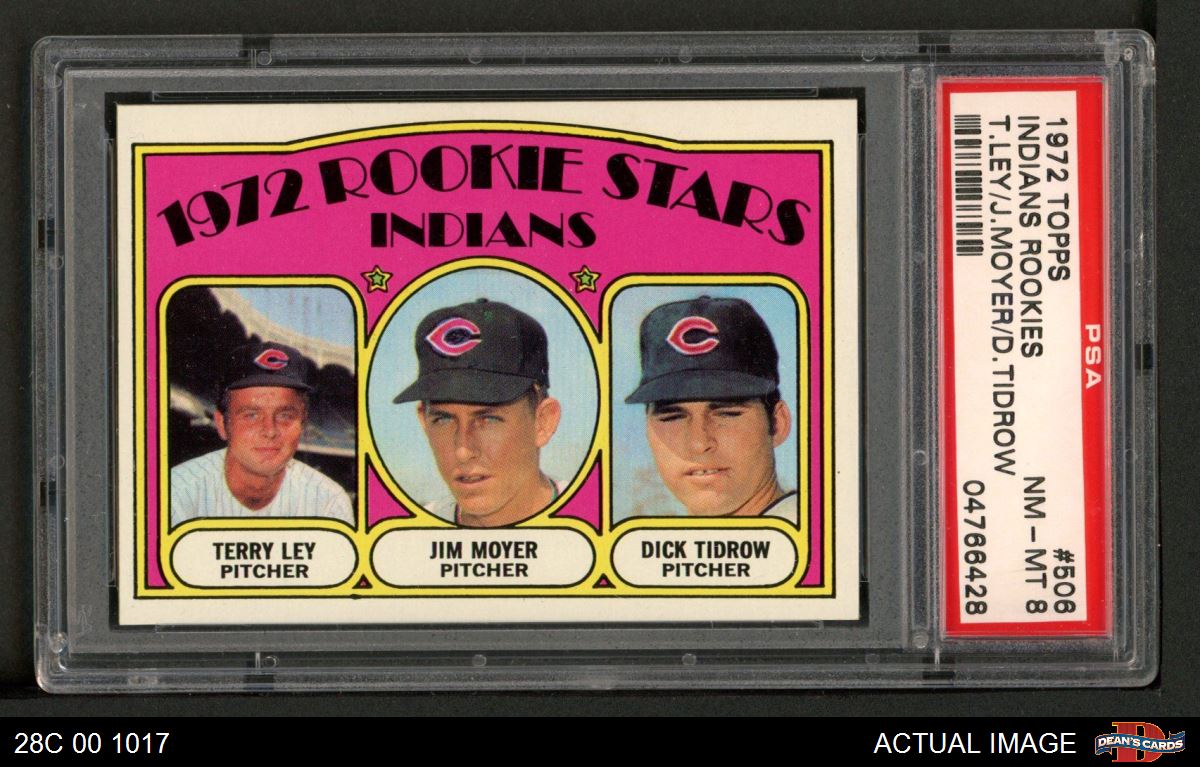 1972 ROOKIE STARS
INDIANS
C
C
C
TERRY LEY
PITCHER
JIM MOYER
PITCHER
DICK TIDROW
PITCHER
1972 TOPPS #506
INDIANS ROOKIES NM-MT 8
T.LEY/J.MOYER/D.TIDROW
04766428
PSA
28C 00 1017
ACTUAL IMAGE
D
DEAN'S CARDS